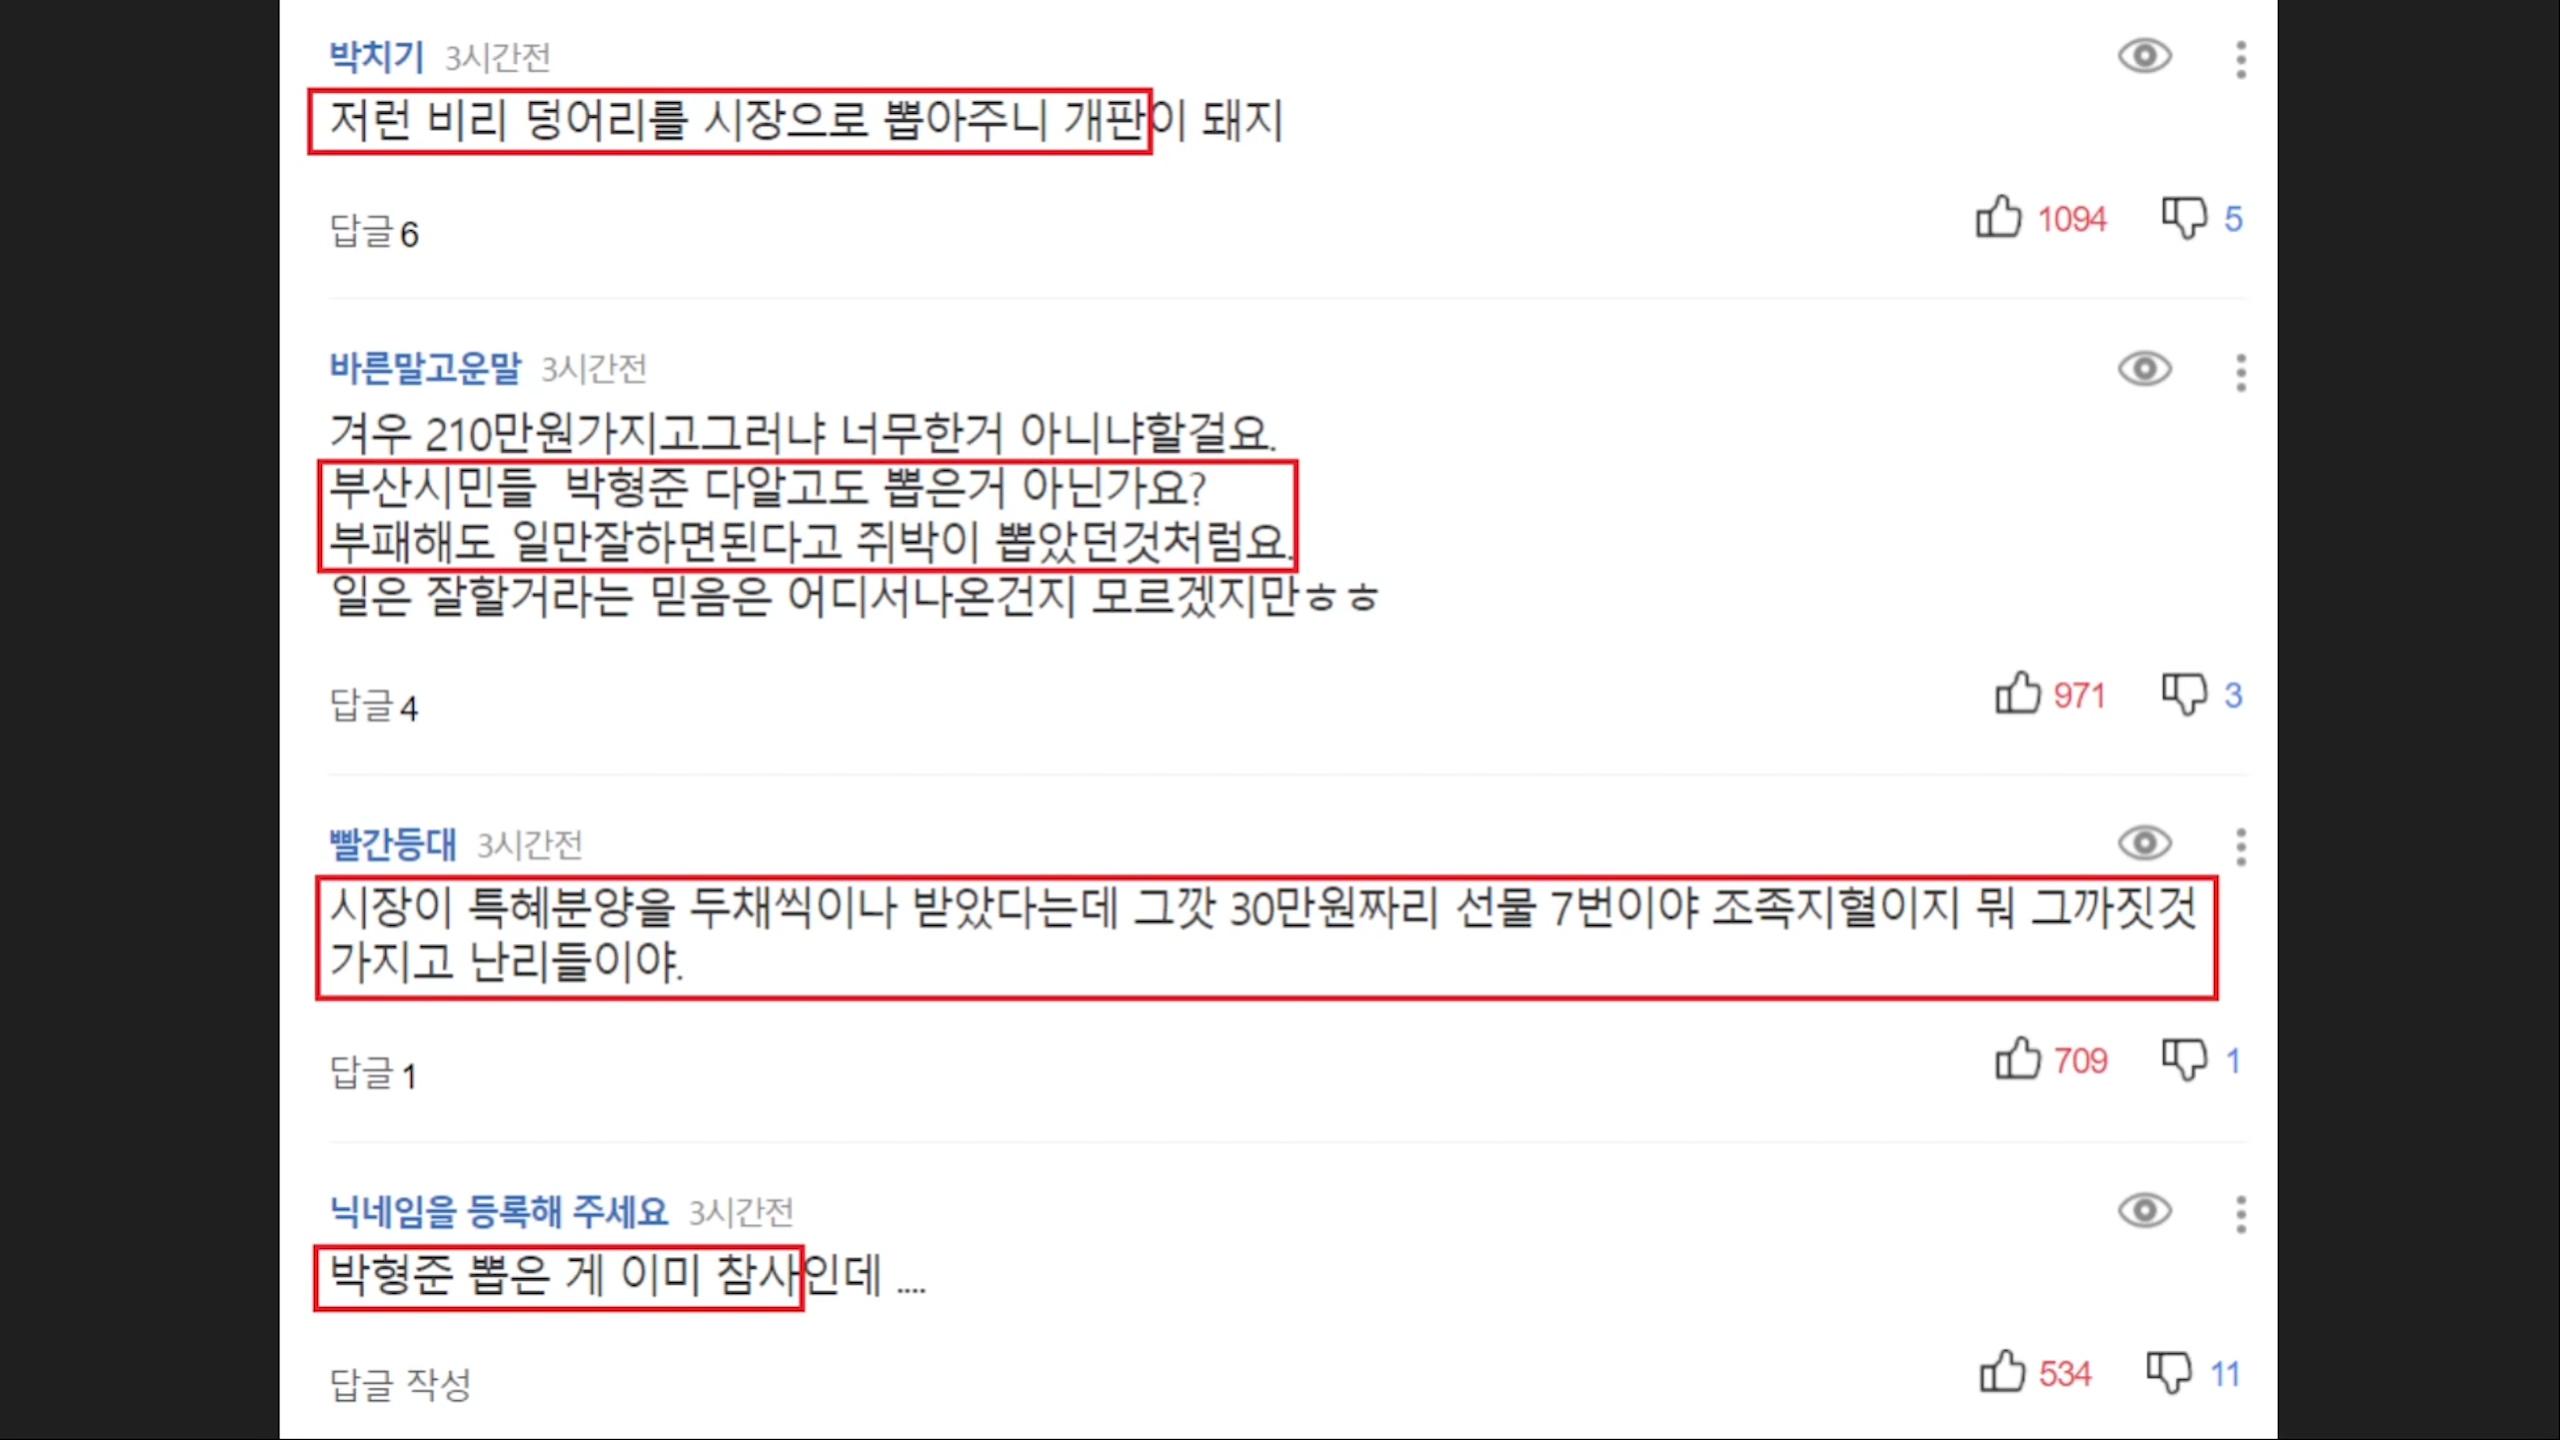 박치기 3시간전
저런 비리 덩어리를 시장으로 뽑아주니 개판이 돼지
답글 6 1094 5
바른말고운말 3시간전
겨우 210만원가지고그러냐 너무한거 아니냐할걸요.
부산시민들 박형준 다알고도 뽑은거 아닌가요?
부패해도 일만잘하면된다고 쥐박이 뽑았던것처럼요.
일은 잘할거라는 믿음은 어디서나온건지 모르겠지만ㅎㅎ
답글 4 971 3
빨간등대 3시간전
시장이 특혜분양을 두채씩이나 받았다는데 그깟 30만원짜리 선물 7번이야 조족지혈이지 뭐 그까짓것
가지고 난리들이야.
답글 1 709 1
닉네임을 등록해 주세요 3시간전
박형준 뽑은 게 이미 참사인데 ....
답글 작성 534 11